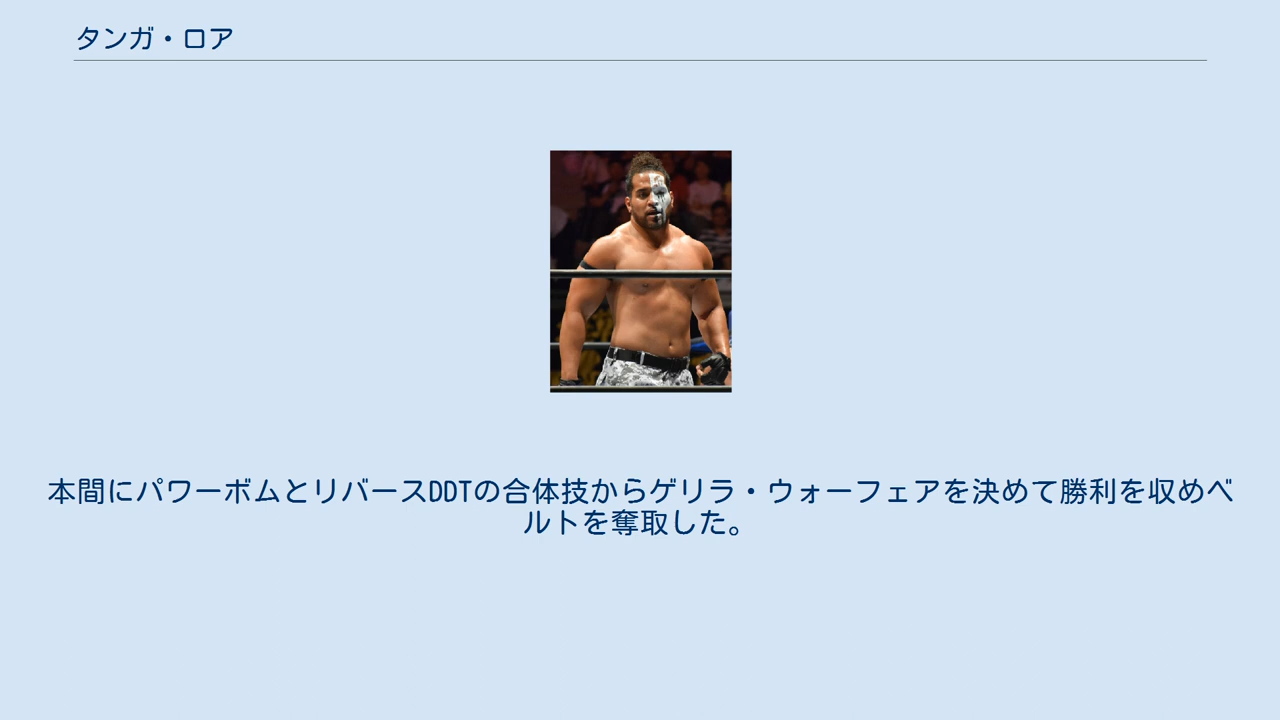 タンガ・ロア
本間にパワーボムとリバースDDTの合体技からゲリラ・ウォーフェアを決めて勝利を収めベ
ルトを奪取した。